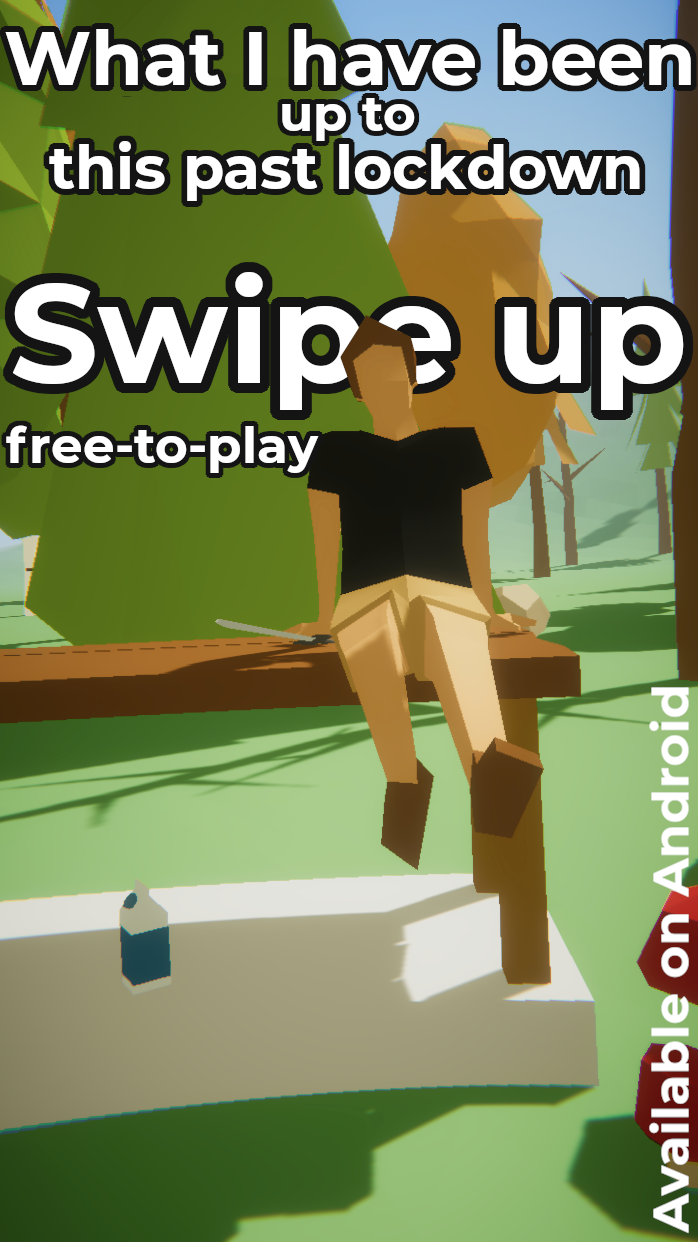 What I have been
up to
this past lockdown
Swipe up
free-to-play
Available on Android